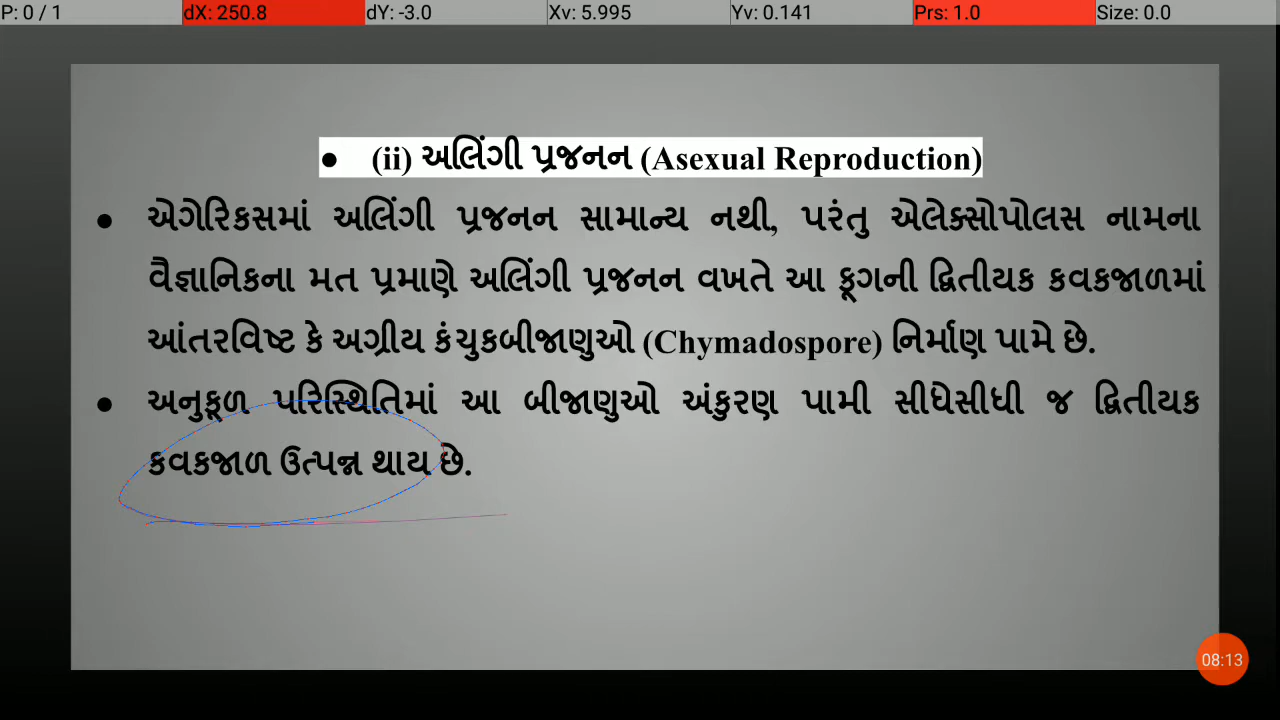 P: 0 / 1 dX: 250.8 dY: -3.0 Xv: 5.995 Yv: 0.141 Prs: 1.0 Size: 0.0
● (ii) અલિંગી પ્રજનન (Asexual Reproduction)
● એગેરિકસમાં અલિંગી પ્રજનન સામાન્ય નથી, પરંતુ એલેક્સોપોલસ નામના
વૈજ્ઞાનિકના મત પ્રમાણે અલિંગી પ્રજનન વખતે આ ફૂગની દ્વિતીયક કવકજાળમાં
આંતરવિષ્ટ કે અગ્રીય કંચુકબીજાણુઓ (Chymadospore) નિર્માણ પામે છે.
● અનુકૂળ પરિસ્થિતિમાં આ બીજાણુઓ અંકુરણ પામી સીધેસીધી જ દ્વિતીયક
કવકજાળ ઉત્પન્ન થાય છે.
08:13